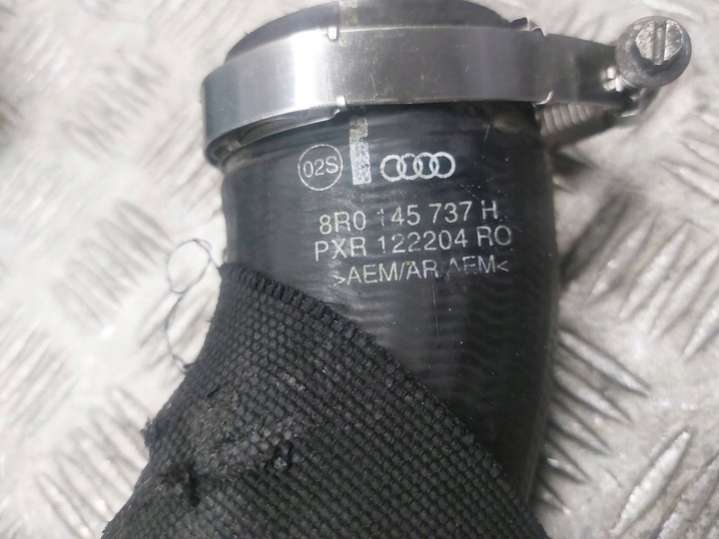 02S
8R0 145 737 H
PXR 122204 RO
>AEM/AR/AEM<